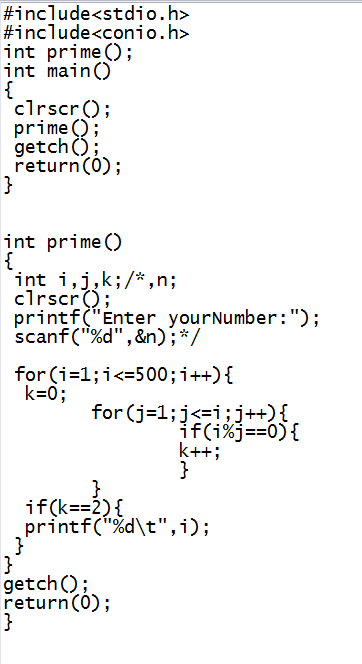 #include<stdio.h>
#include<conio.h>
int prime();
int main()
{
clrscr();
prime();
getch();
return(0);
}
int prime()
{
int i,j,k;/*,n;
clrscr();
printf("Enter yourNumber:");
scanf("%d",&n);*/
for(i=1;i<=500;i++){
k=0;
for(j=1;j<=i;j++){
if(i%j==0){
k++;
}
}
if(k==2){
printf("%d\t",i);
}
}
getch();
return(0);
}